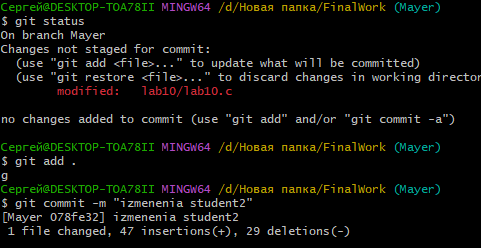 Сергей@DESKTOP-TOA78II MINGW64 /d/Новая папка/FinalWork (Mayer)
$ git status
On branch Mayer
Changes not staged for commit:
  (use "git add <file>..." to update what will be committed)
  (use "git restore <file>..." to discard changes in working director
        modified:   lab10/lab10.c

no changes added to commit (use "git add" and/or "git commit -a")

Сергей@DESKTOP-TOA78II MINGW64 /d/Новая папка/FinalWork (Mayer)
$ git add .
g
Сергей@DESKTOP-TOA78II MINGW64 /d/Новая папка/FinalWork (Mayer)
$ git commit -m "izmenenia student2"
[Mayer 078fe32] izmenenia student2
 1 file changed, 47 insertions(+), 29 deletions(-)